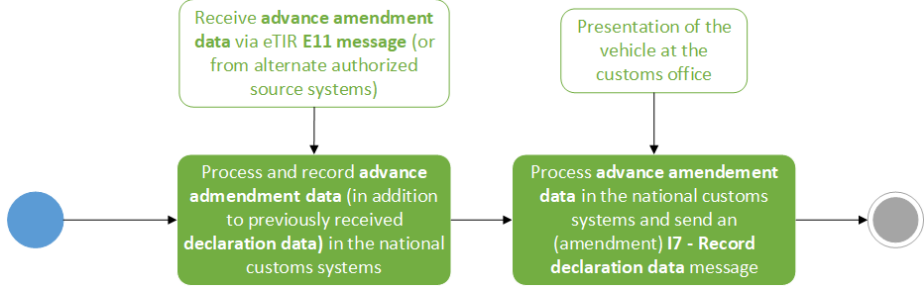 Receive advance amendment
data via eTIR E11 message (or
from alternate authorized
source systems)
Presentation of the
vehicle at the
customs office
Process and record advance
admendment data (in addition
to previously received
declaration data) in the national
customs systems
Process advance amendement
data in the national customs
systems and send an
(amendment) I7 - Record
declaration data message